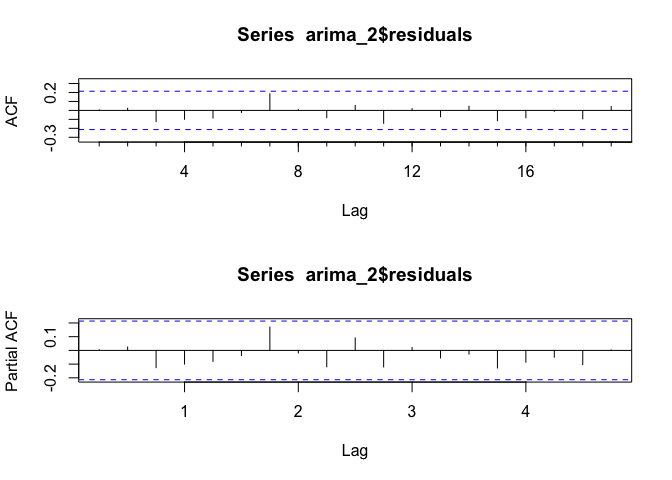 Series arima_2$residuals
ACF
0.2
-0.3
4 8 12 16
Lag
Series arima_2$residuals
Partial ACF
0.1
-0.2
1 2 3 4
Lag